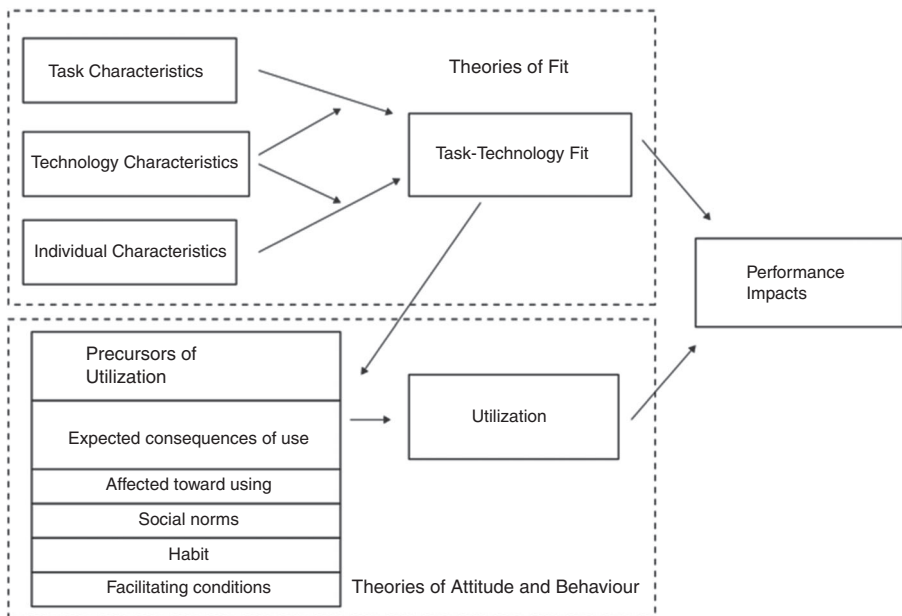 Task Characteristics
Theories of Fit
Technology Characteristics
Task-Technology Fit
Individual Characteristics
Performance
Impacts
Precursors of
Utilization
Expected consequences of use
Utilization
Affected toward using
Social norms
Habit
Facilitating conditions
Theories of Attitude and Behaviour